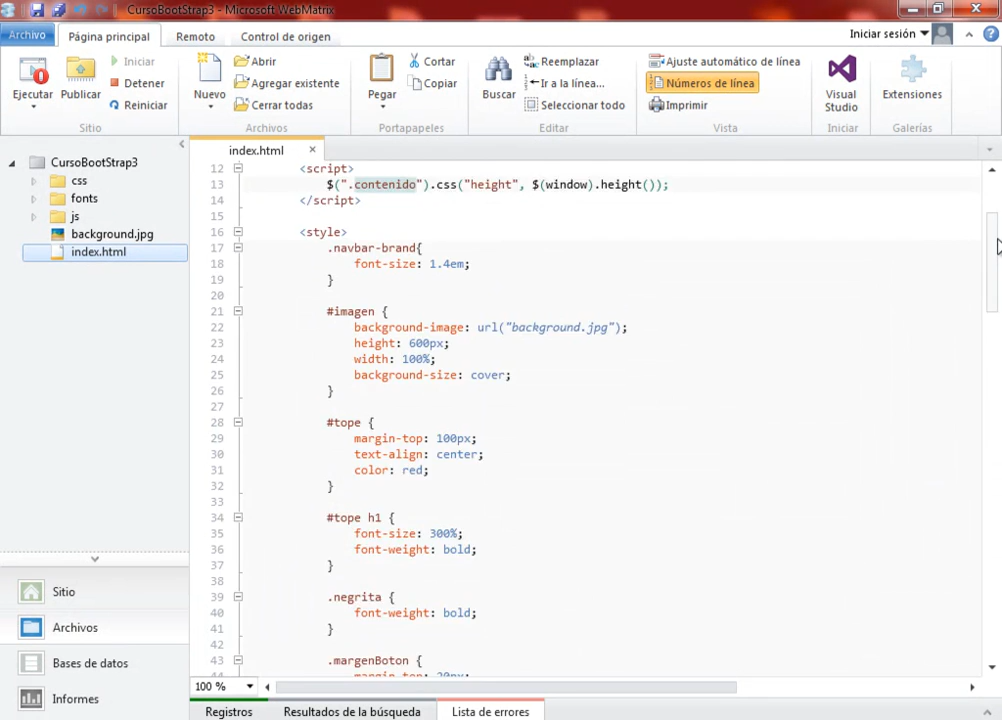 CursoBootStrap3 - Microsoft WebMatrix
Archivo
Página principal
Remoto
Control de origen
Iniciar sesión
Ejecutar
Publicar
Iniciar
Detener
Reiniciar
Sitio
Nuevo
Abrir
Agregar existente
Cerrar todas
Archivos
Pegar
Cortar
Copiar
Portapapeles
Buscar
Reemplazar
Ir a la línea...
Seleccionar todo
Editar
Ajuste automático de línea
Números de línea
Imprimir
Vista
Visual Studio
Iniciar
Extensiones
Galerías
CursoBootStrap3
css
fonts
js
background.jpg
index.html
Sitio
Archivos
Bases de datos
Informes
index.html
12 <script>
13 $(".contenido").css("height", $(window).height());
14 </script>
15
16 <style>
17 .navbar-brand{
18 font-size: 1.4em;
19 }
20
21 #imagen {
22 background-image: url("background.jpg");
23 height: 600px;
24 width: 100%;
25 background-size: cover;
26 }
27
28 #tope {
29 margin-top: 100px;
30 text-align: center;
31 color: red;
32 }
33
34 #tope h1 {
35 font-size: 300%;
36 font-weight: bold;
37 }
38
39 .negrita {
40 font-weight: bold;
41 }
42
43 .margenBoton {
44 margin-top: 20px;
100 %
Registros
Resultados de la búsqueda
Lista de errores